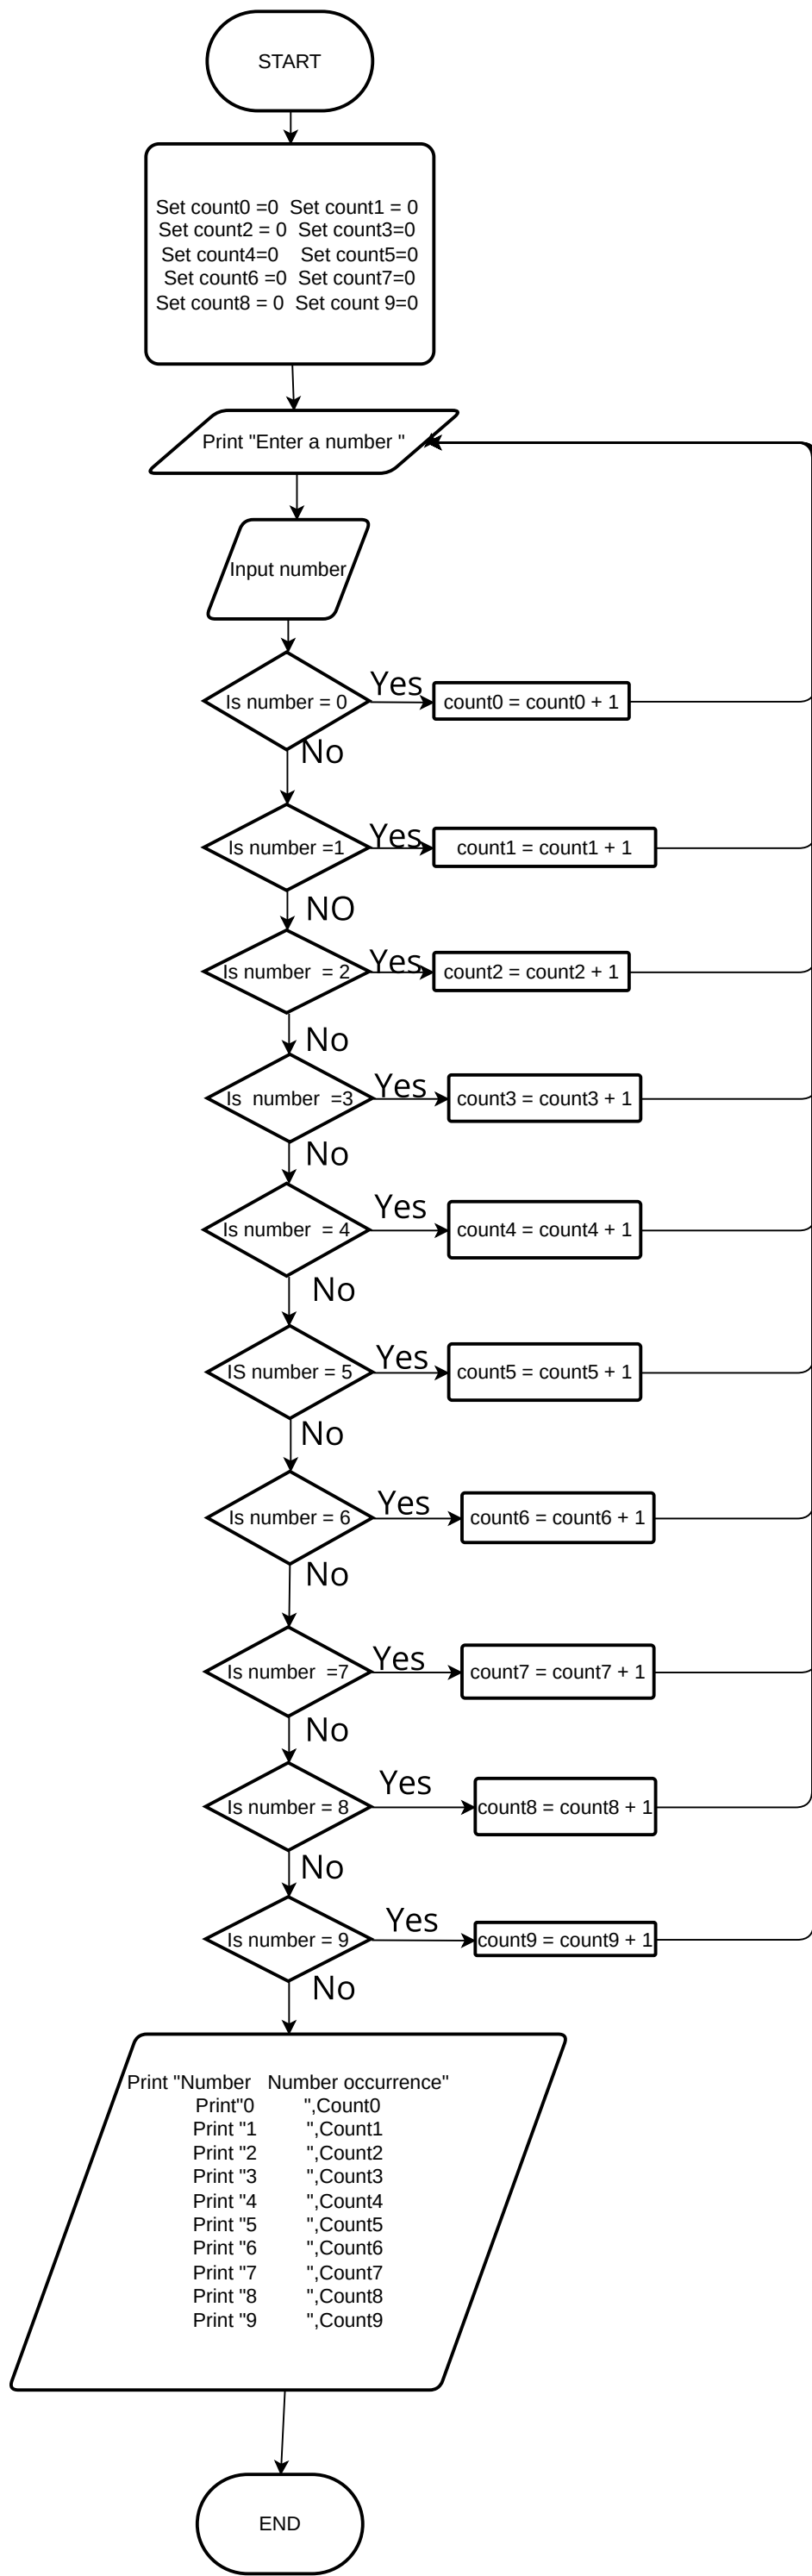 START
Set count0 =0 Set count1 = 0
Set count2 = 0 Set count3=0
Set count4=0 Set count5=0
Set count6 =0 Set count7=0
Set count8 = 0 Set count 9=0
Print "Enter a number "
Input number
Is number = 0
Yes
count0 = count0 + 1
No
Is number =1
Yes
count1 = count1 + 1
NO
Is number = 2
Yes
count2 = count2 + 1
No
Is number =3
Yes
count3 = count3 + 1
No
Is number = 4
Yes
count4 = count4 + 1
No
IS number = 5
Yes
count5 = count5 + 1
No
Is number = 6
Yes
count6 = count6 + 1
No
Is number =7
Yes
count7 = count7 + 1
No
Is number = 8
Yes
count8 = count8 + 1
No
Is number = 9
Yes
count9 = count9 + 1
No
Print "Number Number occurrence"
Print"0 ",Count0
Print "1 ",Count1
Print "2 ",Count2
Print "3 ",Count3
Print "4 ",Count4
Print "5 ",Count5
Print "6 ",Count6
Print "7 ",Count7
Print "8 ",Count8
Print "9 ",Count9
END